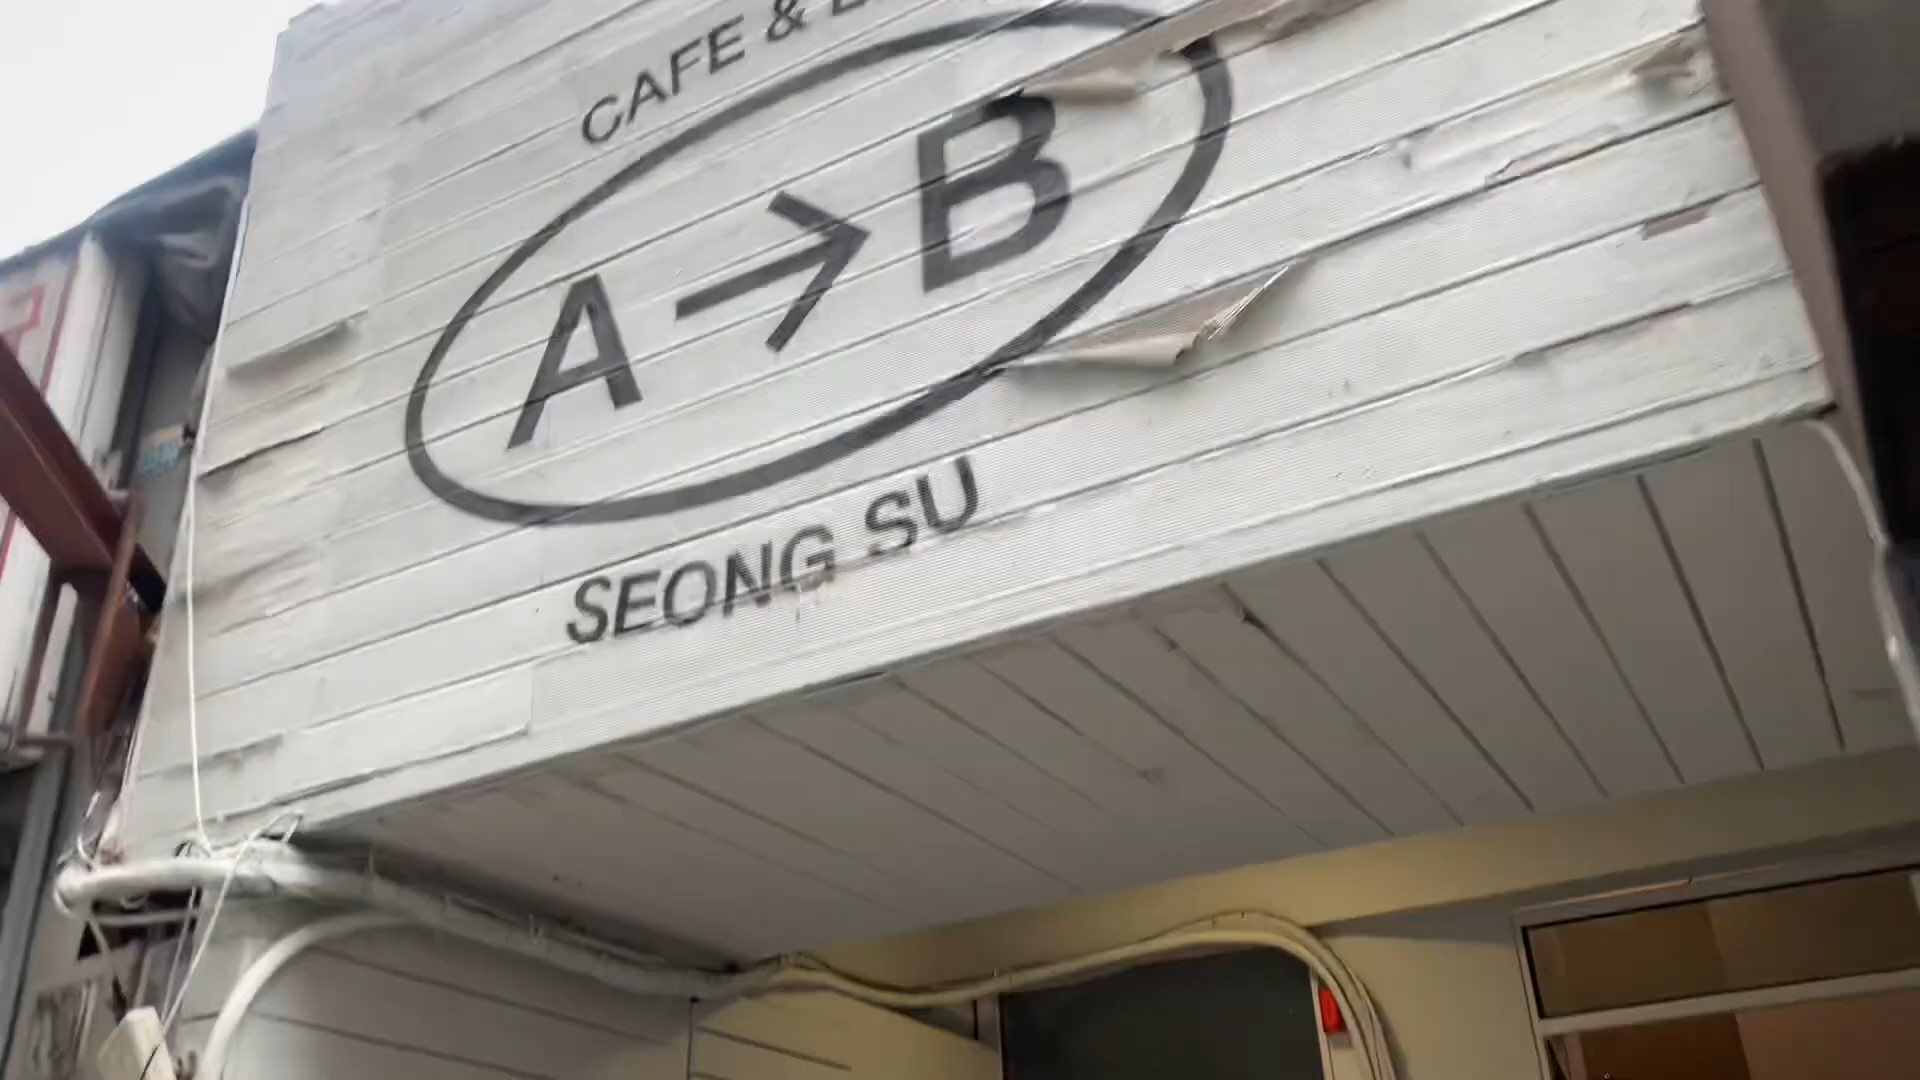 CAFE &
A → B
SEONG SU